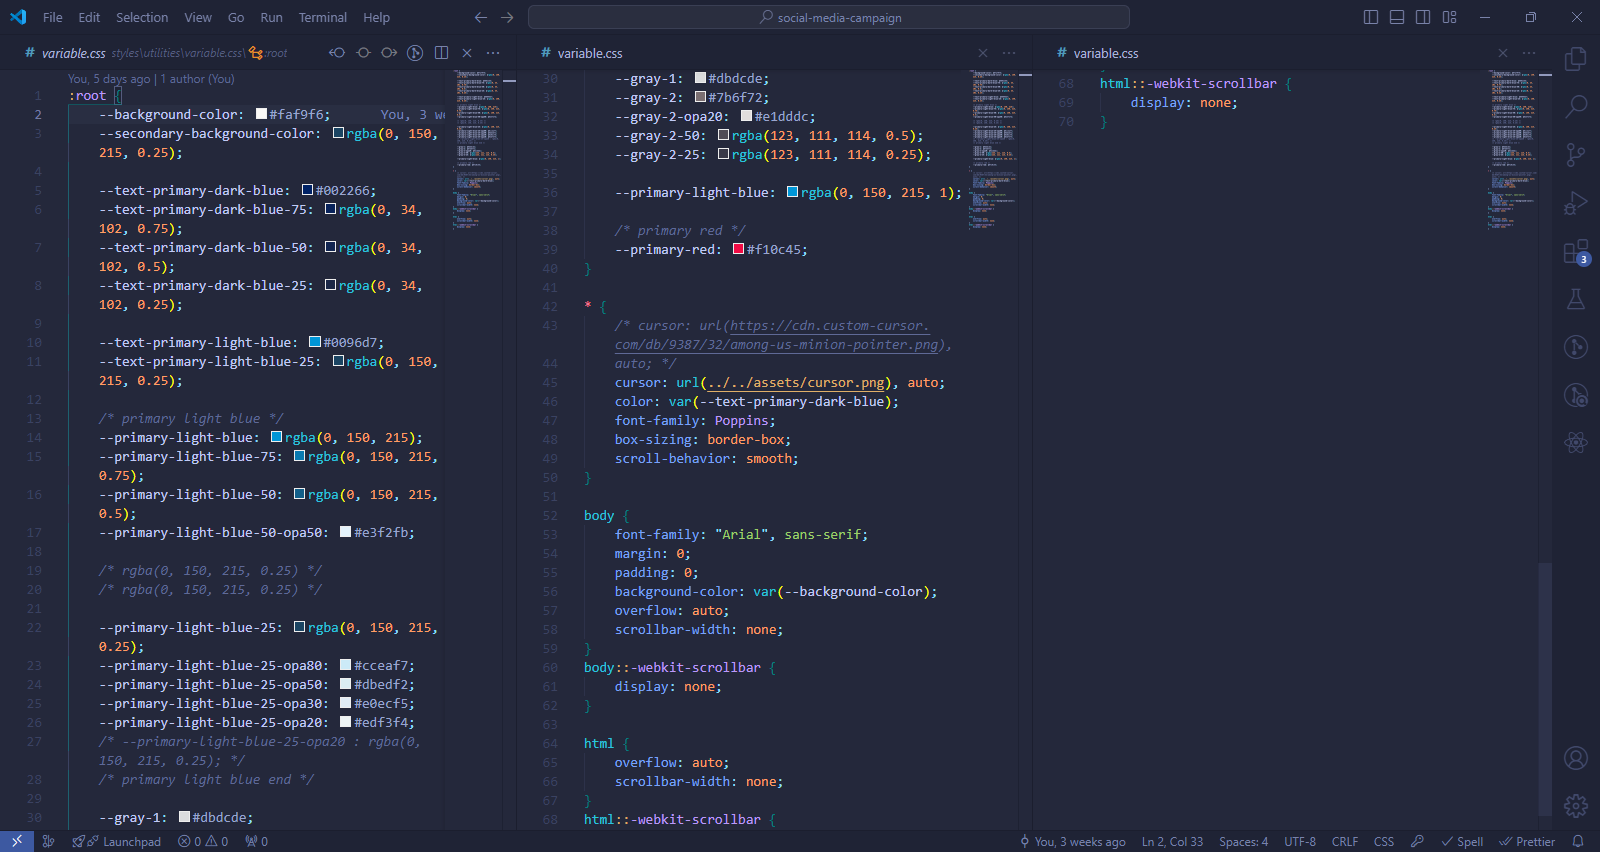 File Edit Selection View Go Run Terminal Help
social-media-campaign
# variable.css styles\utilities\variable.css\ :root
You, 5 days ago | 1 author (You)
1 :root {
2 --background-color: #faf9f6; You, 3 we
3 --secondary-background-color: rgba(0, 150,
215, 0.25);
4
5 --text-primary-dark-blue: #002266;
6 --text-primary-dark-blue-75: rgba(0, 34,
102, 0.75);
7 --text-primary-dark-blue-50: rgba(0, 34,
102, 0.5);
8 --text-primary-dark-blue-25: rgba(0, 34,
102, 0.25);
9
10 --text-primary-light-blue: #0096d7;
11 --text-primary-light-blue-25: rgba(0, 150,
215, 0.25);
12
13 /* primary light blue */
14 --primary-light-blue: rgba(0, 150, 215);
15 --primary-light-blue-75: rgba(0, 150, 215,
0.75);
16 --primary-light-blue-50: rgba(0, 150, 215,
0.5);
17 --primary-light-blue-50-opa50: #e3f2fb;
18
19 /* rgba(0, 150, 215, 0.25) */
20 /* rgba(0, 150, 215, 0.25) */
21
22 --primary-light-blue-25: rgba(0, 150, 215,
0.25);
23 --primary-light-blue-25-opa80: #cceaf7;
24 --primary-light-blue-25-opa50: #dbedf2;
25 --primary-light-blue-25-opa30: #e0ecf5;
26 --primary-light-blue-25-opa20: #edf3f4;
27 /* --primary-light-blue-25-opa20 : rgba(0,
150, 215, 0.25); */
28 /* primary light blue end */
29
30 --gray-1: #dbdcde;
# variable.css
30 --gray-1: #dbdcde;
31 --gray-2: #7b6f72;
32 --gray-2-opa20: #e1dddc;
33 --gray-2-50: rgba(123, 111, 114, 0.5);
34 --gray-2-25: rgba(123, 111, 114, 0.25);
35
36 --primary-light-blue: rgba(0, 150, 215, 1);
37
38 /* primary red */
39 --primary-red: #f10c45;
40 }
41
42 * {
43 /* cursor: url(https://cdn.custom-cursor.
com/db/9387/32/among-us-minion-pointer.png),
44 auto; */
45 cursor: url(../../assets/cursor.png), auto;
46 color: var(--text-primary-dark-blue);
47 font-family: Poppins;
48 box-sizing: border-box;
49 scroll-behavior: smooth;
50 }
51
52 body {
53 font-family: "Arial", sans-serif;
54 margin: 0;
55 padding: 0;
56 background-color: var(--background-color);
57 overflow: auto;
58 scrollbar-width: none;
59 }
60 body::-webkit-scrollbar {
61 display: none;
62 }
63
64 html {
65 overflow: auto;
66 scrollbar-width: none;
67 }
68 html::-webkit-scrollbar {
# variable.css
68 html::-webkit-scrollbar {
69 display: none;
70 }
3
Launchpad 0 0 0
You, 3 weeks ago Ln 2, Col 33 Spaces: 4 UTF-8 CRLF CSS Spell Prettier